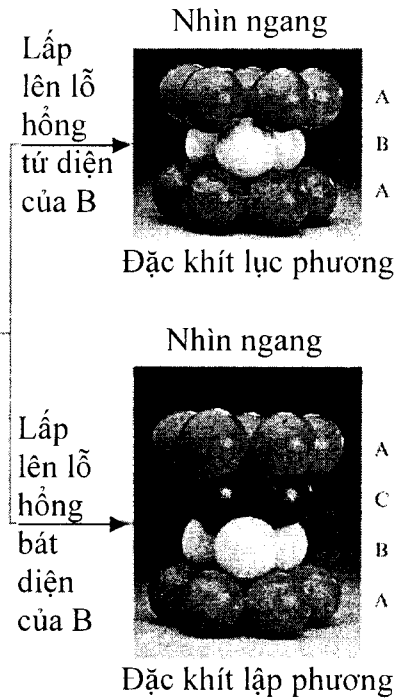 Nhìn ngang
Lấp
lên lỗ
hổng
tứ diện
của B
A
B
A
Đặc khít lục phương
Nhìn ngang
Lấp
lên lỗ
hổng
bát
diện
của B
A
C
B
A
Đặc khít lập phương